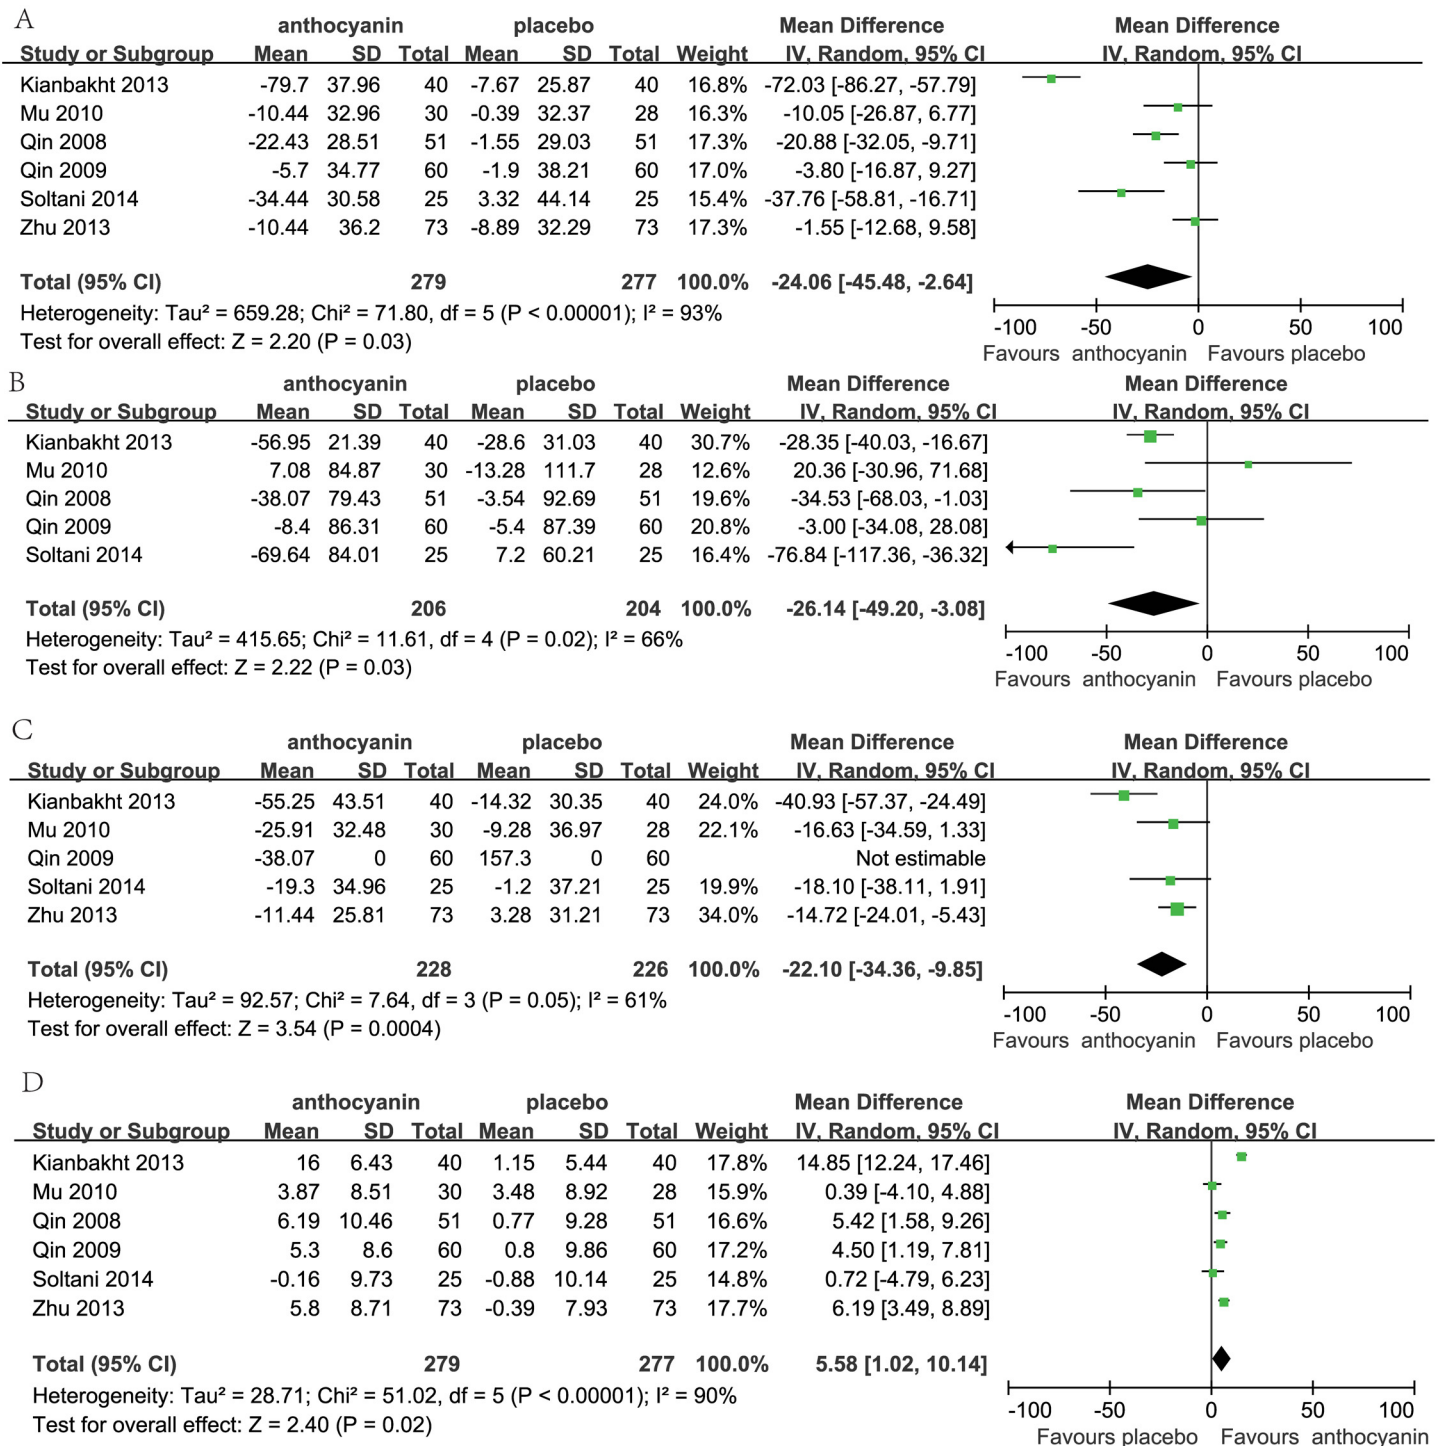 A
anthocyanin placebo Mean Difference Mean Difference
Study or Subgroup Mean SD Total Mean SD Total Weight IV, Random, 95% CI IV, Random, 95% CI
Kianbakht 2013 -79.7 37.96 40 -7.67 25.87 40 16.8% -72.03 [-86.27, -57.79]
Mu 2010 -10.44 32.96 30 -0.39 32.37 28 16.3% -10.05 [-26.87, 6.77]
Qin 2008 -22.43 28.51 51 -1.55 29.03 51 17.3% -20.88 [-32.05, -9.71]
Qin 2009 -5.7 34.77 60 -1.9 38.21 60 17.0% -3.80 [-16.87, 9.27]
Soltani 2014 -34.44 30.58 25 3.32 44.14 25 15.4% -37.76 [-58.81, -16.71]
Zhu 2013 -10.44 36.2 73 -8.89 32.29 73 17.3% -1.55 [-12.68, 9.58]
Total (95% CI) 279 277 100.0% -24.06 [-45.48, -2.64]
Heterogeneity: Tau² = 659.28; Chi² = 71.80, df = 5 (P < 0.00001); I² = 93%
Test for overall effect: Z = 2.20 (P = 0.03)
-100 -50 0 50 100
Favours anthocyanin Favours placebo
B
anthocyanin placebo Mean Difference Mean Difference
Study or Subgroup Mean SD Total Mean SD Total Weight IV, Random, 95% CI IV, Random, 95% CI
Kianbakht 2013 -56.95 21.39 40 -28.6 31.03 40 30.7% -28.35 [-40.03, -16.67]
Mu 2010 7.08 84.87 30 -13.28 111.7 28 12.6% 20.36 [-30.96, 71.68]
Qin 2008 -38.07 79.43 51 -3.54 92.69 51 19.6% -34.53 [-68.03, -1.03]
Qin 2009 -8.4 86.31 60 -5.4 87.39 60 20.8% -3.00 [-34.08, 28.08]
Soltani 2014 -69.64 84.01 25 7.2 60.21 25 16.4% -76.84 [-117.36, -36.32]
Total (95% CI) 206 204 100.0% -26.14 [-49.20, -3.08]
Heterogeneity: Tau² = 415.65; Chi² = 11.61, df = 4 (P = 0.02); I² = 66%
Test for overall effect: Z = 2.22 (P = 0.03)
-100 -50 0 50 100
Favours anthocyanin Favours placebo
C
anthocyanin placebo Mean Difference Mean Difference
Study or Subgroup Mean SD Total Mean SD Total Weight IV, Random, 95% CI IV, Random, 95% CI
Kianbakht 2013 -55.25 43.51 40 -14.32 30.35 40 24.0% -40.93 [-57.37, -24.49]
Mu 2010 -25.91 32.48 30 -9.28 36.97 28 22.1% -16.63 [-34.59, 1.33]
Qin 2009 -38.07 0 60 157.3 0 60 Not estimable
Soltani 2014 -19.3 34.96 25 -1.2 37.21 25 19.9% -18.10 [-38.11, 1.91]
Zhu 2013 -11.44 25.81 73 3.28 31.21 73 34.0% -14.72 [-24.01, -5.43]
Total (95% CI) 228 226 100.0% -22.10 [-34.36, -9.85]
Heterogeneity: Tau² = 92.57; Chi² = 7.64, df = 3 (P = 0.05); I² = 61%
Test for overall effect: Z = 3.54 (P = 0.0004)
-100 -50 0 50 100
Favours anthocyanin Favours placebo
D
anthocyanin placebo Mean Difference Mean Difference
Study or Subgroup Mean SD Total Mean SD Total Weight IV, Random, 95% CI IV, Random, 95% CI
Kianbakht 2013 16 6.43 40 1.15 5.44 40 17.8% 14.85 [12.24, 17.46]
Mu 2010 3.87 8.51 30 3.48 8.92 28 15.9% 0.39 [-4.10, 4.88]
Qin 2008 6.19 10.46 51 0.77 9.28 51 16.6% 5.42 [1.58, 9.26]
Qin 2009 5.3 8.6 60 0.8 9.86 60 17.2% 4.50 [1.19, 7.81]
Soltani 2014 -0.16 9.73 25 -0.88 10.14 25 14.8% 0.72 [-4.79, 6.23]
Zhu 2013 5.8 8.71 73 -0.39 7.93 73 17.7% 6.19 [3.49, 8.89]
Total (95% CI) 279 277 100.0% 5.58 [1.02, 10.14]
Heterogeneity: Tau² = 28.71; Chi² = 51.02, df = 5 (P < 0.00001); I² = 90%
Test for overall effect: Z = 2.40 (P = 0.02)
-100 -50 0 50 100
Favours placebo Favours anthocyanin